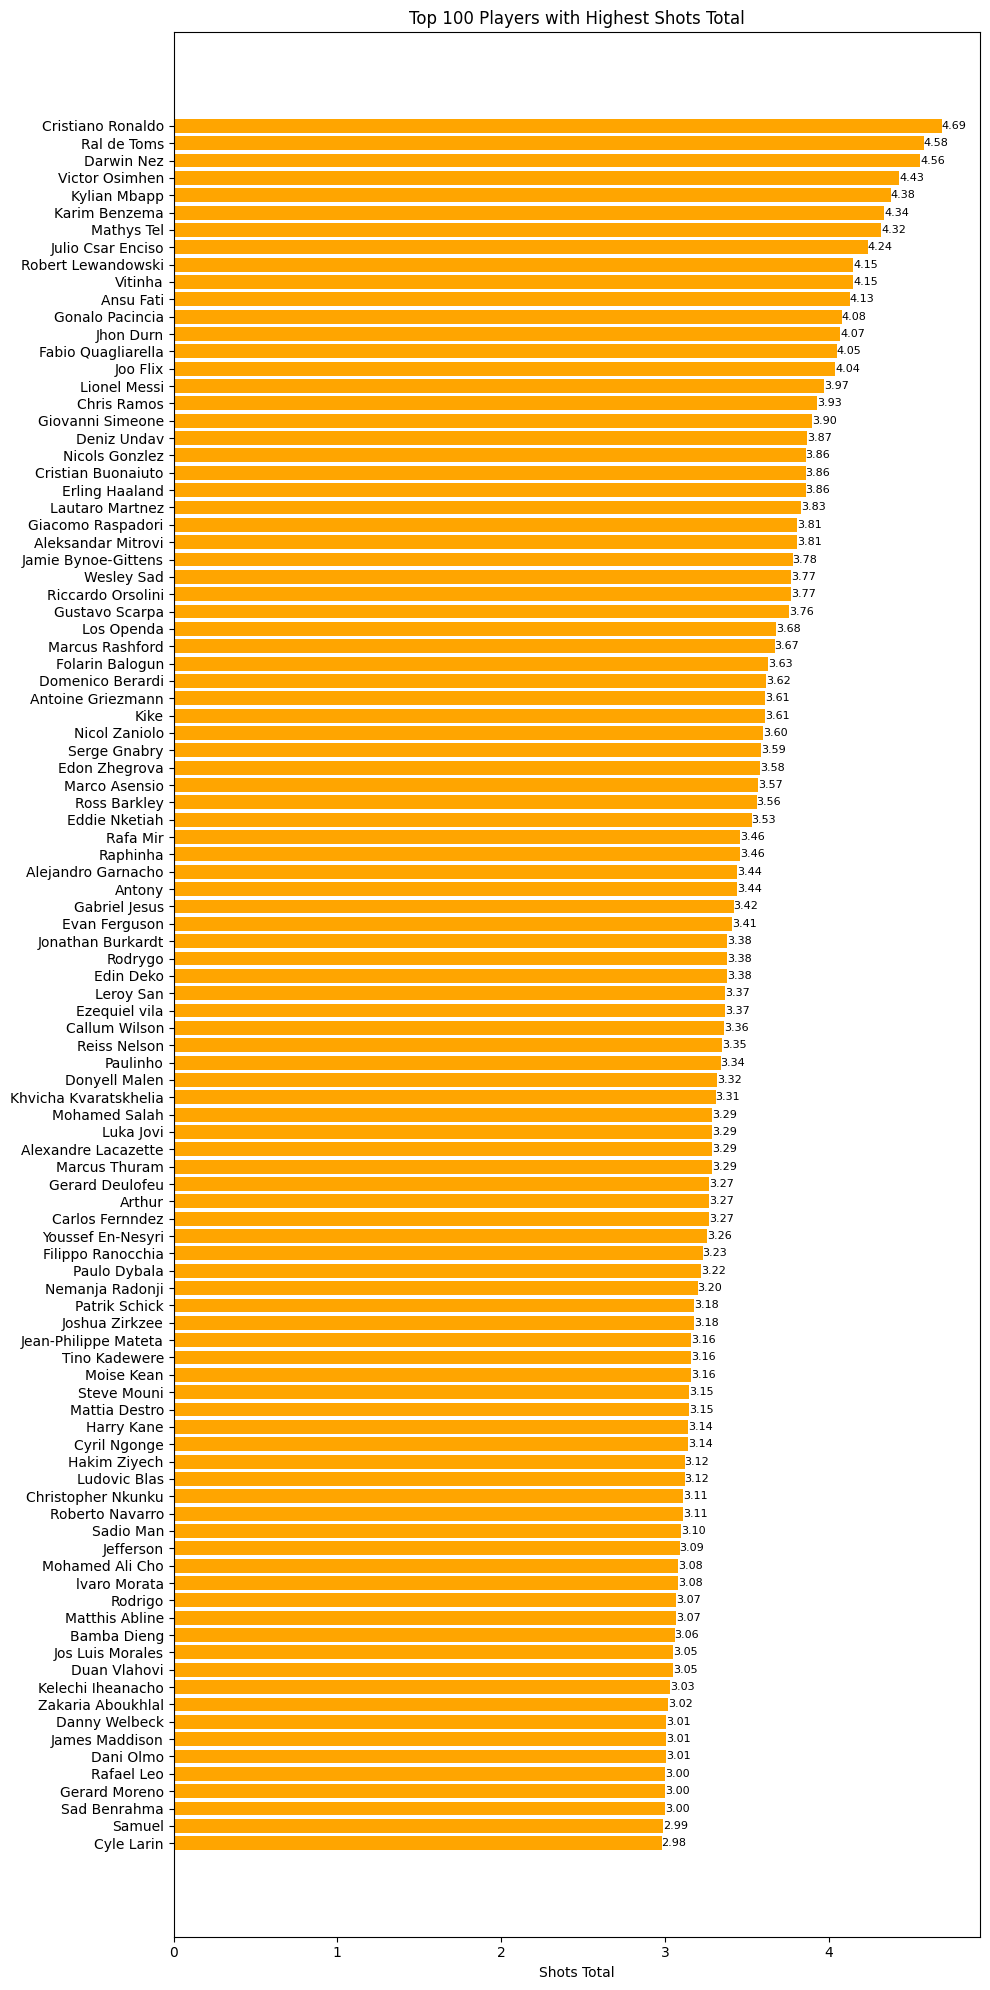 Top 100 Players with Highest Shots Total
Cristiano Ronaldo 4.69
Ral de Toms 4.58
Darwin Nez 4.56
Victor Osimhen 4.43
Kylian Mbapp 4.38
Karim Benzema 4.34
Mathys Tel 4.32
Julio Csar Enciso 4.24
Robert Lewandowski 4.15
Vitinha 4.15
Ansu Fati 4.13
Gonalo Pacincia 4.08
Jhon Durn 4.07
Fabio Quagliarella 4.05
Joo Flix 4.04
Lionel Messi 3.97
Chris Ramos 3.93
Giovanni Simeone 3.90
Deniz Undav 3.87
Nicols Gonzlez 3.86
Cristian Buonaiuto 3.86
Erling Haaland 3.86
Lautaro Martnez 3.83
Giacomo Raspadori 3.81
Aleksandar Mitrovi 3.81
Jamie Bynoe-Gittens 3.78
Wesley Sad 3.77
Riccardo Orsolini 3.77
Gustavo Scarpa 3.76
Los Openda 3.68
Marcus Rashford 3.67
Folarin Balogun 3.63
Domenico Berardi 3.62
Antoine Griezmann 3.61
Kike 3.61
Nicol Zaniolo 3.60
Serge Gnabry 3.59
Edon Zhegrova 3.58
Marco Asensio 3.57
Ross Barkley 3.56
Eddie Nketiah 3.53
Rafa Mir 3.46
Raphinha 3.46
Alejandro Garnacho 3.44
Antony 3.44
Gabriel Jesus 3.42
Evan Ferguson 3.41
Jonathan Burkardt 3.38
Rodrygo 3.38
Edin Deko 3.38
Leroy San 3.37
Ezequiel vila 3.37
Callum Wilson 3.36
Reiss Nelson 3.35
Paulinho 3.34
Donyell Malen 3.32
Khvicha Kvaratskhelia 3.31
Mohamed Salah 3.29
Luka Jovi 3.29
Alexandre Lacazette 3.29
Marcus Thuram 3.29
Gerard Deulofeu 3.27
Arthur 3.27
Carlos Fernndez 3.27
Youssef En-Nesyri 3.26
Filippo Ranocchia 3.23
Paulo Dybala 3.22
Nemanja Radonji 3.20
Patrik Schick 3.18
Joshua Zirkzee 3.18
Jean-Philippe Mateta 3.16
Tino Kadewere 3.16
Moise Kean 3.16
Steve Mouni 3.15
Mattia Destro 3.15
Harry Kane 3.14
Cyril Ngonge 3.14
Hakim Ziyech 3.12
Ludovic Blas 3.12
Christopher Nkunku 3.11
Roberto Navarro 3.11
Sadio Man 3.10
Jefferson 3.09
Mohamed Ali Cho 3.08
lvaro Morata 3.08
Rodrigo 3.07
Matthis Abline 3.07
Bamba Dieng 3.06
Jos Luis Morales 3.05
Duan Vlahovi 3.05
Kelechi Iheanacho 3.03
Zakaria Aboukhlal 3.02
Danny Welbeck 3.01
James Maddison 3.01
Dani Olmo 3.01
Rafael Leo 3.00
Gerard Moreno 3.00
Sad Benrahma 3.00
Samuel 2.99
Cyle Larin 2.98
0 1 2 3 4
Shots Total